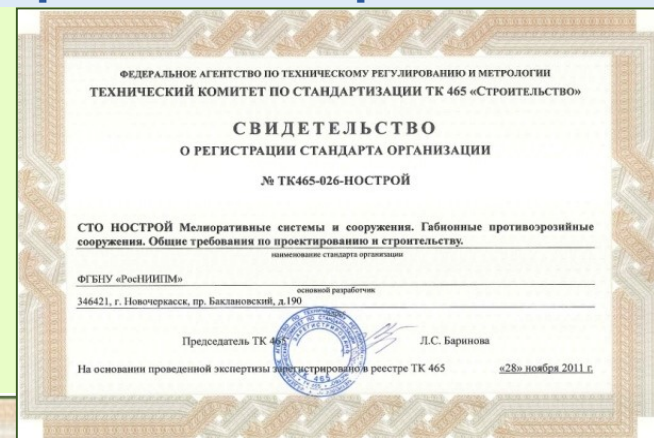 ФЕДЕРАЛЬНОЕ АГЕНТСТВО ПО ТЕХНИЧЕСКОМУ РЕГУЛИРОВАНИЮ И МЕТРОЛОГИИ
ТЕХНИЧЕСКИЙ КОМИТЕТ ПО СТАНДАРТИЗАЦИИ ТК 465 «СТРОИТЕЛЬСТВО»
СВИДЕТЕЛЬСТВО
О РЕГИСТРАЦИИ СТАНДАРТА ОРГАНИЗАЦИИ
№ ТК465-026-НОСТРОЙ
СТО НОСТРОЙ Мелиоративные системы и сооружения. Габионные противоэрозийные
сооружения. Общие требования по проектированию и строительству.
наименование стандарта организации
ФГБНУ «РосНИИПМ»
основной разработчик
346421, г. Новочеркасск, пр. Баклановский, д.190
Председатель ТК 465 Л.С. Баринова
На основании проведенной экспертизы зарегистрировано в реестре ТК 465 «28» ноября 2011 г.